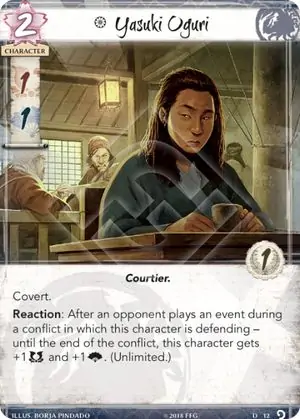 2
Yasuki Oguri
CHARACTER
1
1
1
Courtier.
Covert.
Reaction: After an opponent plays an event during
a conflict in which this character is defending –
until the end of the conflict, this character gets
+1 and +1. (Unlimited.)
ILLUS. BORJA PINDADO ©2018 FFG D 12